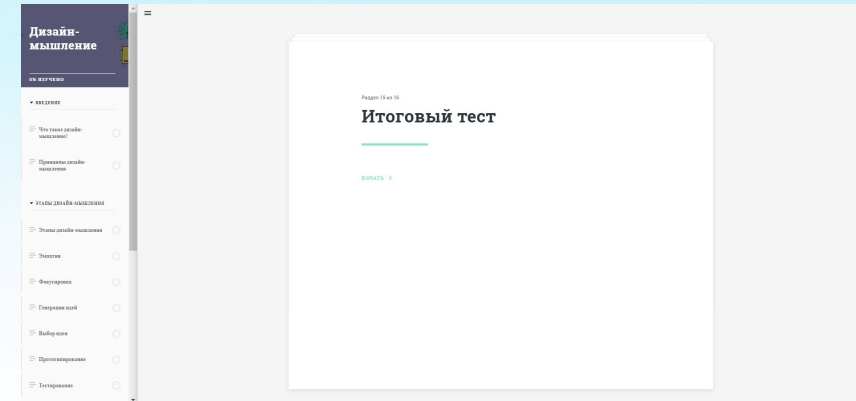 Дизайн-
мышление
0% ИЗУЧЕНО
ВВЕДЕНИЕ
Что такое дизайн-
мышление?
Принципы дизайн-
мышления
ЭТАПЫ ДИЗАЙН-МЫШЛЕНИЯ
Этапы дизайн-мышления
Эмпатия
Фокусировка
Генерация идей
Выбор идеи
Прототипирование
Тестирование
Раздел 16 из 16
Итоговый тест
НАЧАТЬ